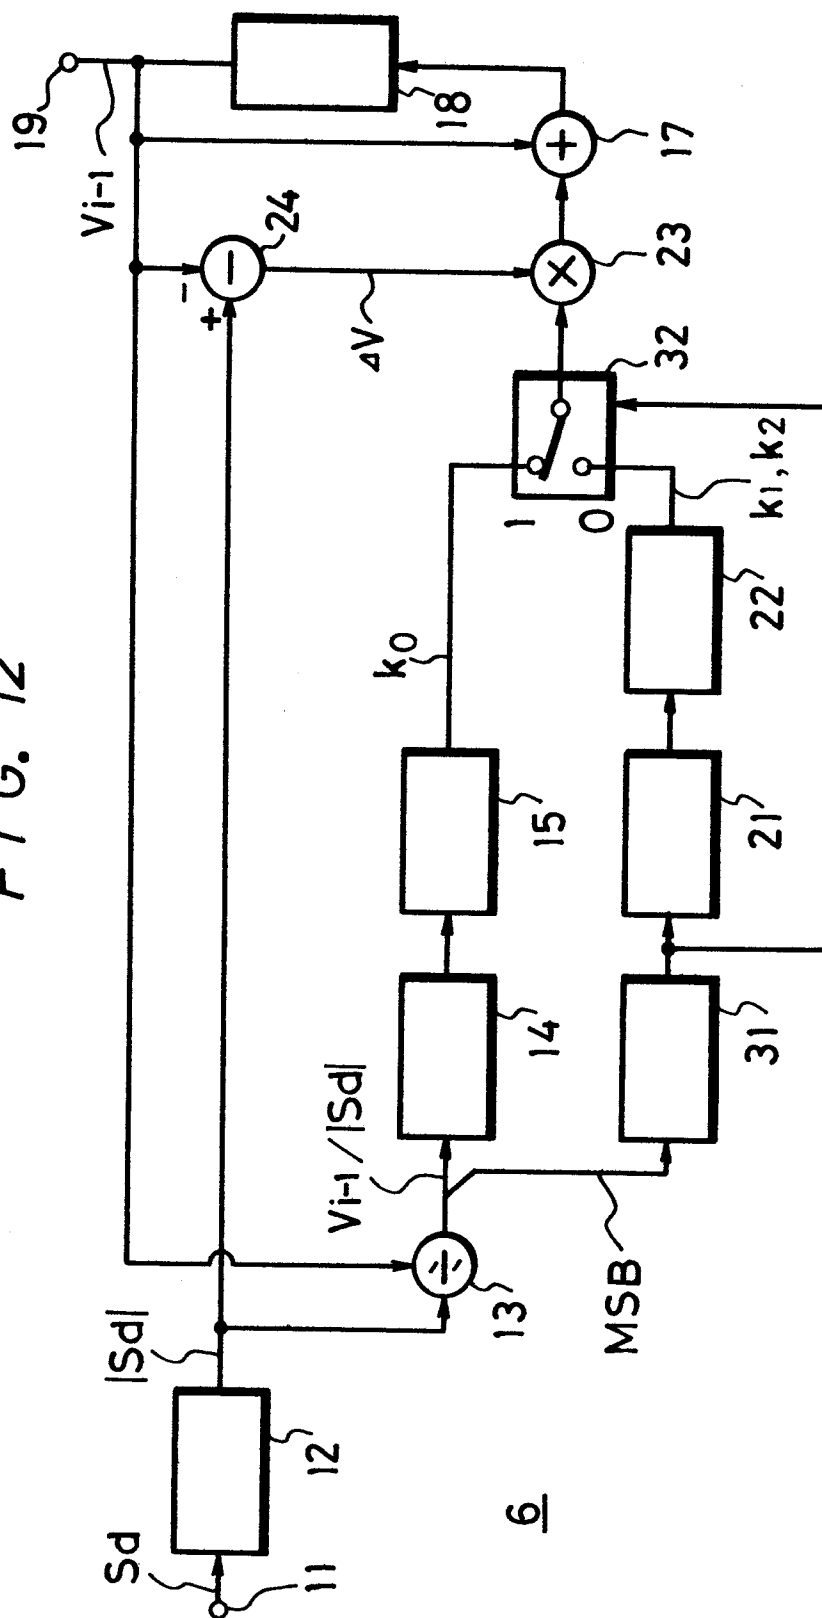 FIG. 12
19
Vi-1
18
17
24
-
+
-
+
23
×
ΔV
32
1
0
k1, k2
22
k0
15
21
14
31
Vi-1/|Sd|
÷
13
MSB
|Sd|
12
Sd
11
6